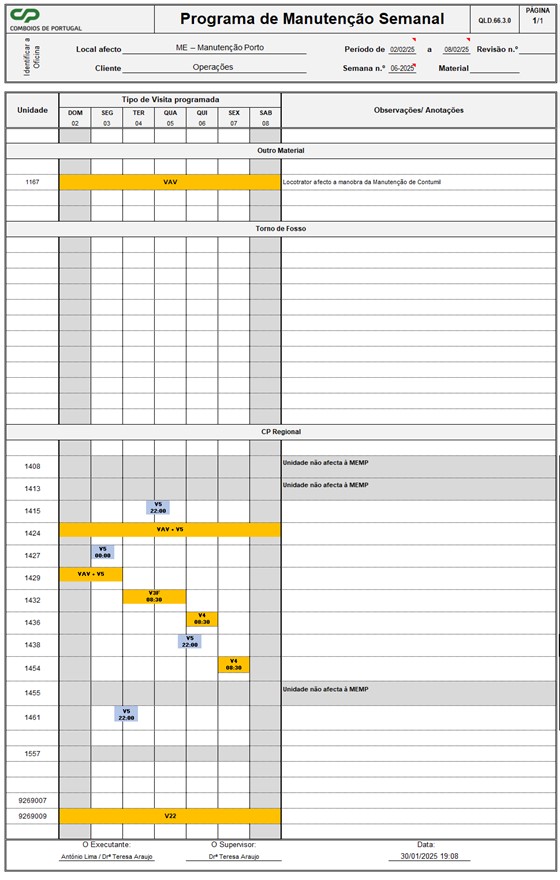 CP
COMBOIOS DE PORTUGAL
Programa de Manutenção Semanal
QLD.66.3.0
PÁGINA
1/1
Identificar a
Oficina
Local afecto ME – Manutenção Porto
Período de 02/02/25 a 08/02/25 Revisão n.º
Cliente Operações
Semana n.º 06-2025 Material
Unidade
Tipo de Visita programada
Observações/ Anotações
DOM SEG TER QUA QUI SEX SAB
02 03 04 05 06 07 08
Outro Material
1167 VAV Locotrator afecto a manobra da Manutenção de Contumil
Torno de Fosso
CP Regional
1408 Unidade não afecta à MEMP
1413 Unidade não afecta à MEMP
1415 V5
22:00
1424 VAV + V5
1427 V5
00:00
1429 VAV + V5
1432 V3F
08:30
1436 V4
08:30
1438 V5
22:00
1454 V4
08:30
1455 Unidade não afecta à MEMP
1461 V5
22:00
1557
9269007
9269009 V22
O Executante: O Supervisor: Data:
António Lima / Drª Teresa Araujo Drª Teresa Araujo 30/01/2025 19:08